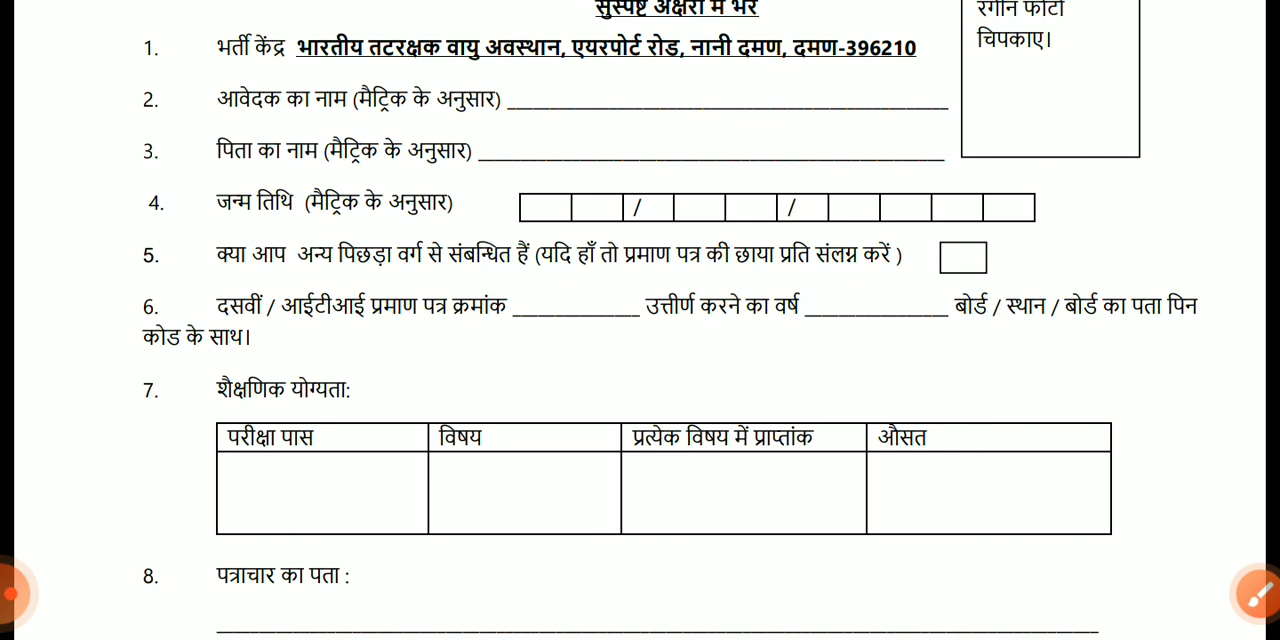 सुस्पष्ट अक्षरों में भरें
रंगीन फोटो
चिपकाए।
1. भर्ती केंद्र भारतीय तटरक्षक वायु अवस्थान, एयरपोर्ट रोड, नानी दमण, दमण-396210
2. आवेदक का नाम (मैट्रिक के अनुसार) ____________________
3. पिता का नाम (मैट्रिक के अनुसार) ____________________
4. जन्म तिथि (मैट्रिक के अनुसार) / /
5. क्या आप अन्य पिछड़ा वर्ग से संबन्धित हैं (यदि हाँ तो प्रमाण पत्र की छाया प्रति संलग्न करें )
6. दसवीं / आईटीआई प्रमाण पत्र क्रमांक ____________ उत्तीर्ण करने का वर्ष ____________ बोर्ड / स्थान / बोर्ड का पता पिन
कोड के साथ।
7. शैक्षणिक योग्यता:
परीक्षा पास विषय प्रत्येक विषय में प्राप्तांक औसत
8. पत्राचार का पता :